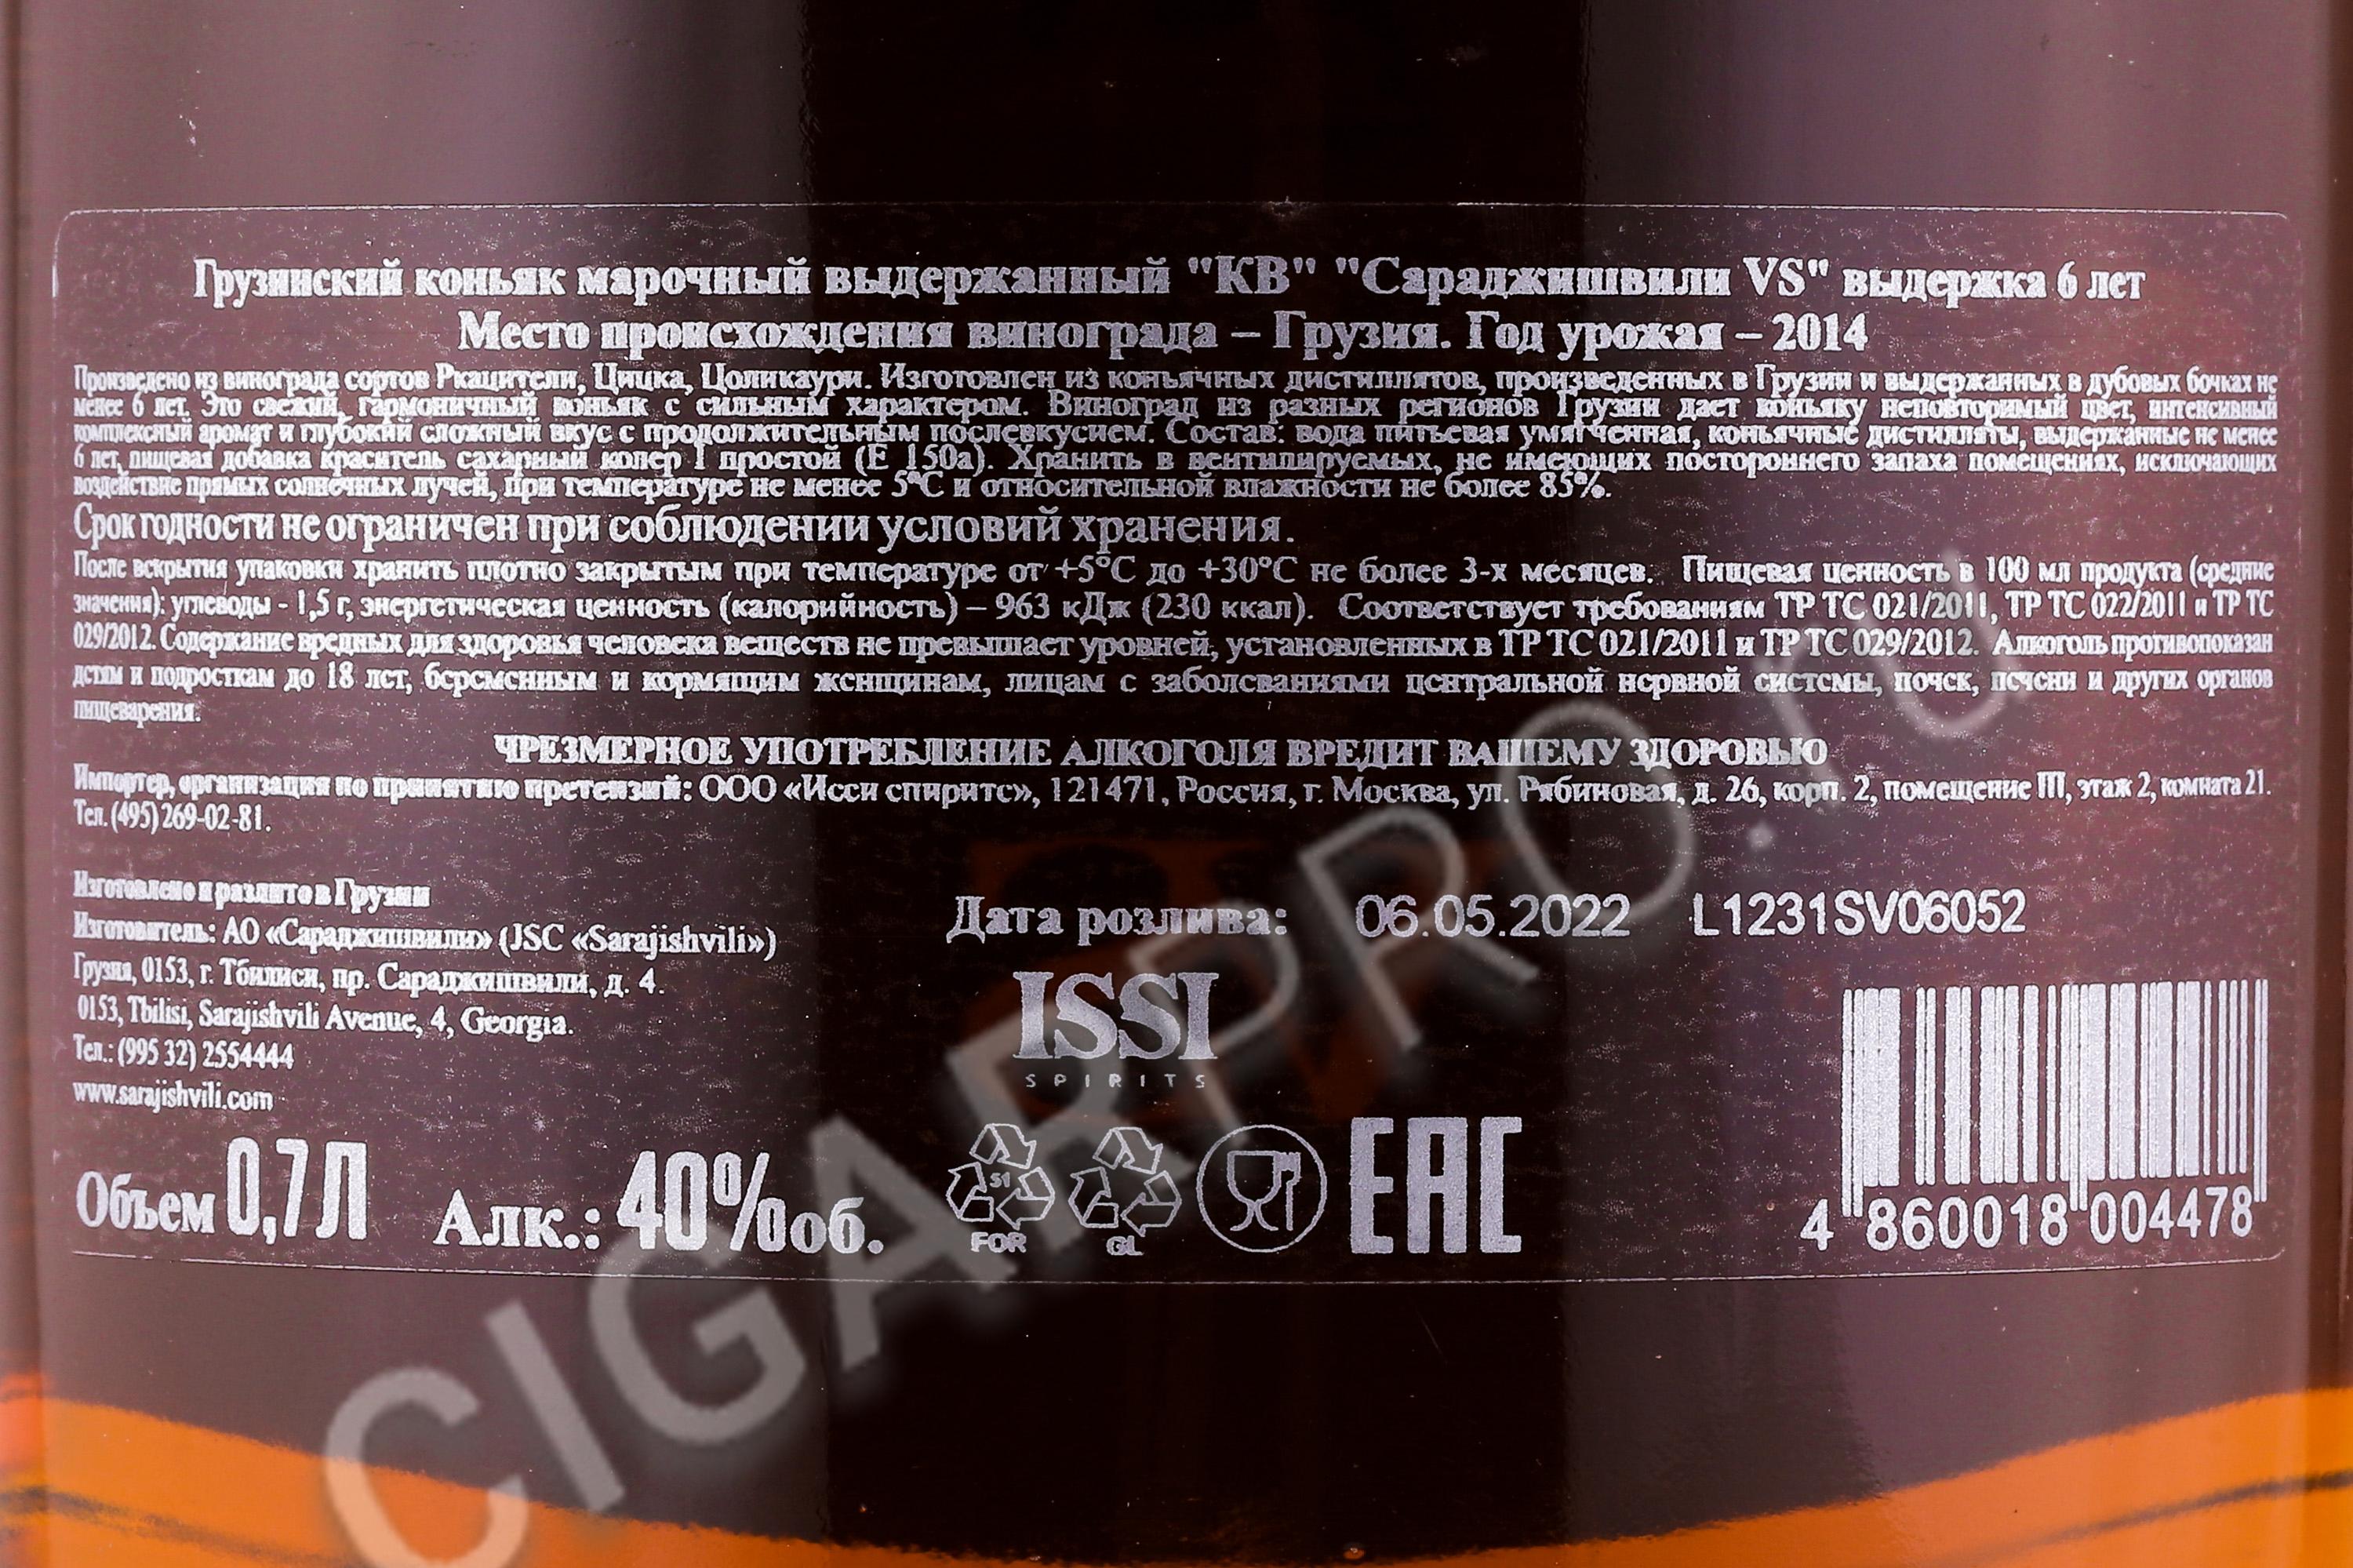 Грузинский коньяк марочный выдержанный "КВ" "Сараджишвили VS" выдержка 6 лет
Место происхождения винограда – Грузия. Год урожая – 2014
Произведено из винограда сортов Ркацители, Цицка, Цоликаури. Изготовлен из коньячных дистиллятов, произведенных в Грузии и выдержанных в дубовых бочках не
менее 6 лет. Это свежий, гармоничный коньяк с сильным характером. Виноград из разных регионов Грузии дает коньяку неповторимый цвет, интенсивный
комплексный аромат и глубокий сложный вкус с продолжительным послевкусием. Состав: вода питьевая умягченная, коньячные дистилляты, выдержанные не менее
6 лет, пищевая добавка краситель сахарный колер I простой (Е 150а). Хранить в вентилируемых, не имеющих постороннего запаха помещениях, исключающих
воздействие прямых солнечных лучей, при температуре не менее 5°С и относительной влажности не более 85%.
Срок годности не ограничен при соблюдении условий хранения.
После вскрытия упаковки хранить плотно закрытым при температуре от +5°С до +30°С не более 3-х месяцев. Пищевая ценность в 100 мл продукта (средние
значения): углеводы - 1,5 г, энергетическая ценность (калорийность) – 963 кДж (230 ккал). Соответствует требованиям ТР ТС 021/2011, ТР ТС 022/2011 и ТР ТС
029/2012. Содержание вредных для здоровья человека веществ не превышает уровней, установленных в ТР ТС 021/2011 и ТР ТС 029/2012. Алкоголь противопоказан
детям и подросткам до 18 лет, беременным и кормящим женщинам, лицам с заболеваниями центральной нервной системы, почек, печени и других органов
пищеварения.
ЧРЕЗМЕРНОЕ УПОТРЕБЛЕНИЕ АЛКОГОЛЯ ВРЕДИТ ВАШЕМУ ЗДОРОВЬЮ
Импортер, организация по принятию претензий: ООО «Исси спиритс», 121471, Россия, г. Москва, ул. Рябиновая, д. 26, корп. 2, помещение III, этаж 2, комната 21.
Тел. (495) 269-02-81.
Изготовлено и разлито в Грузии
Изготовитель: АО «Сараджишвили» (JSC «Sarajishvili»)
Грузия, 0153, г. Тбилиси, пр. Сараджишвили, д. 4.
0153, Tbilisi, Sarajishvili Avenue, 4, Georgia.
Тел.: (995 32) 2554444
www.sarajishvili.com
Объем 0,7 Л Алк.: 40% об.
Дата розлива: 06.05.2022 L1231SV06052
ISSI
SPIRITS
51
FOR GL
EAC
4 860018 004478
CIGARPRO.ru